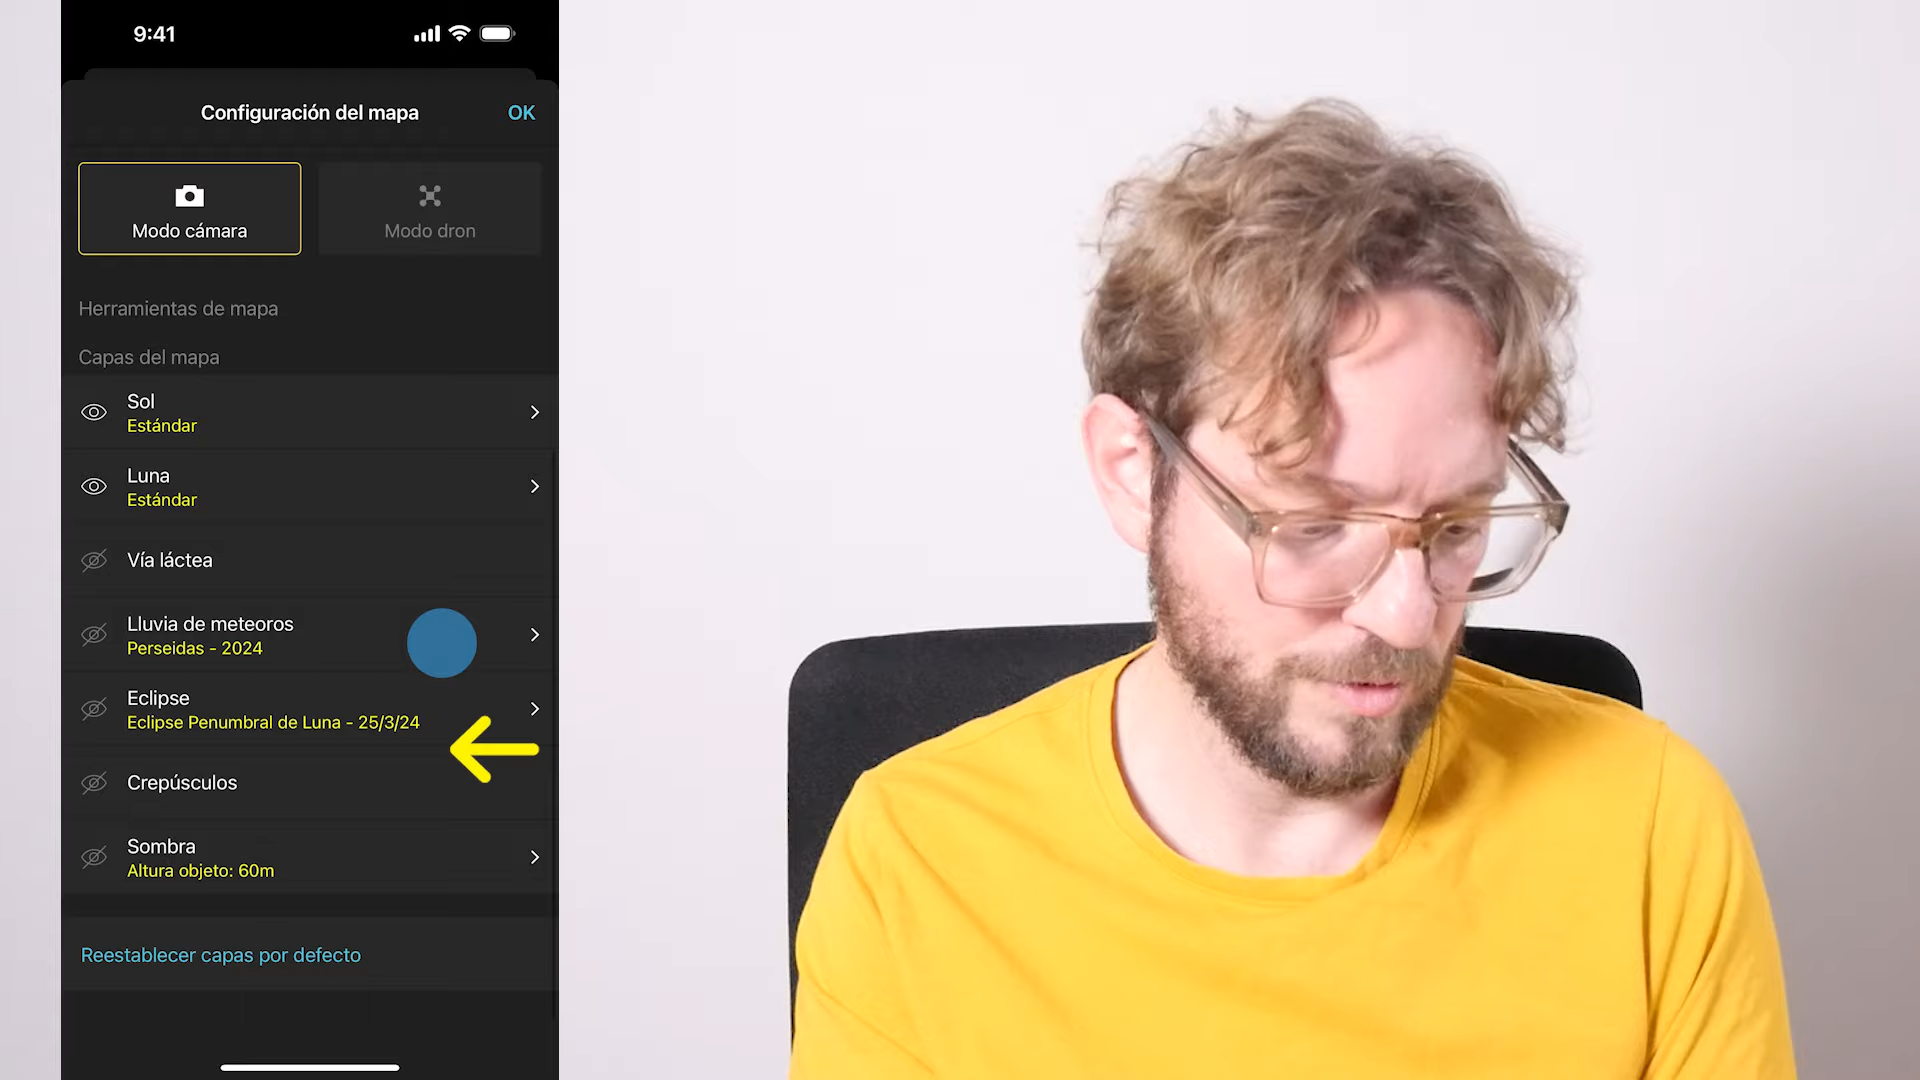 9:41
Configuración del mapa
OK
Modo cámara
Modo dron
Herramientas de mapa
Capas del mapa
Sol
Estándar
Luna
Estándar
Vía láctea
Lluvia de meteoros
Perseidas - 2024
Eclipse
Eclipse Penumbral de Luna - 25/3/24
Crepúsculos
Sombra
Altura objeto: 60m
Reestablecer capas por defecto